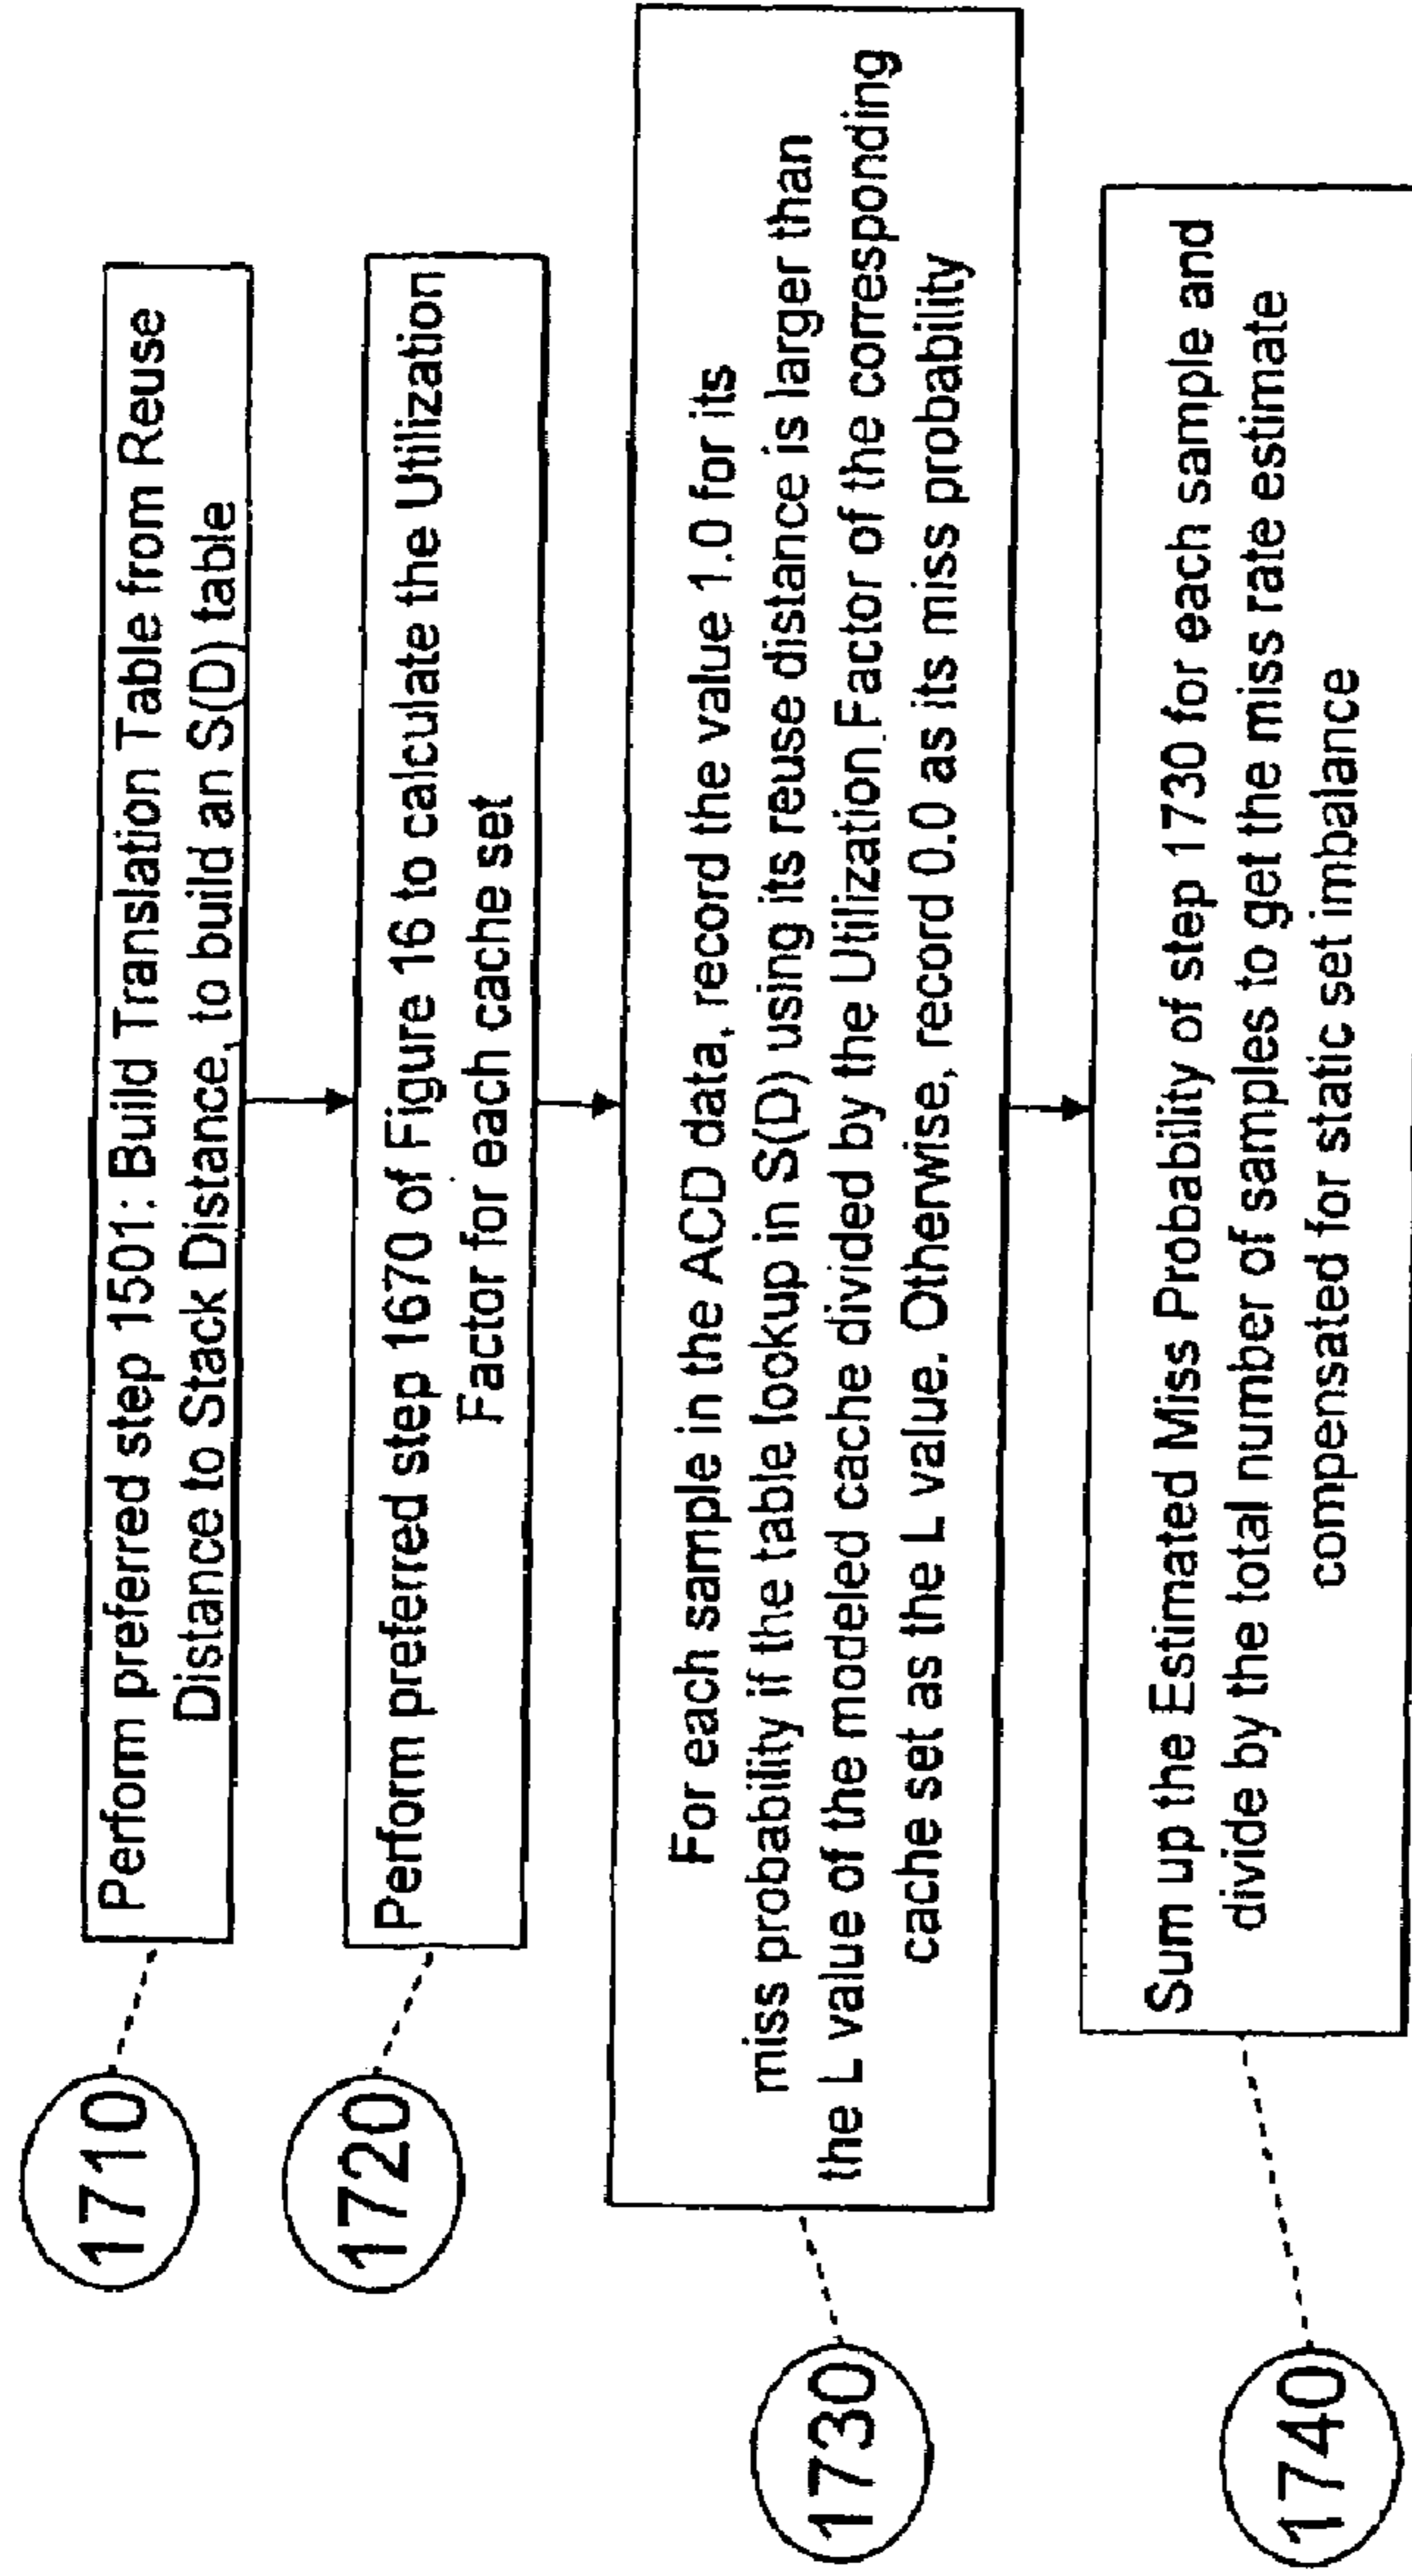 1710
Perform preferred step 1501: Build Translation Table from Reuse
Distance to Stack Distance, to build an S(D) table
1720
Perform preferred step 1670 of Figure 16 to calculate the Utilization
Factor for each cache set
1730
For each sample in the ACD data, record the value 1.0 for its
miss probability if the table lookup in S(D) using its reuse distance is larger than
the L value of the modeled cache divided by the Utilization Factor of the corresponding
cache set as the L value. Otherwise, record 0.0 as its miss probability
1740
Sum up the Estimated Miss Probability of step 1730 for each sample and
divide by the total number of samples to get the miss rate estimate
compensated for static set imbalance